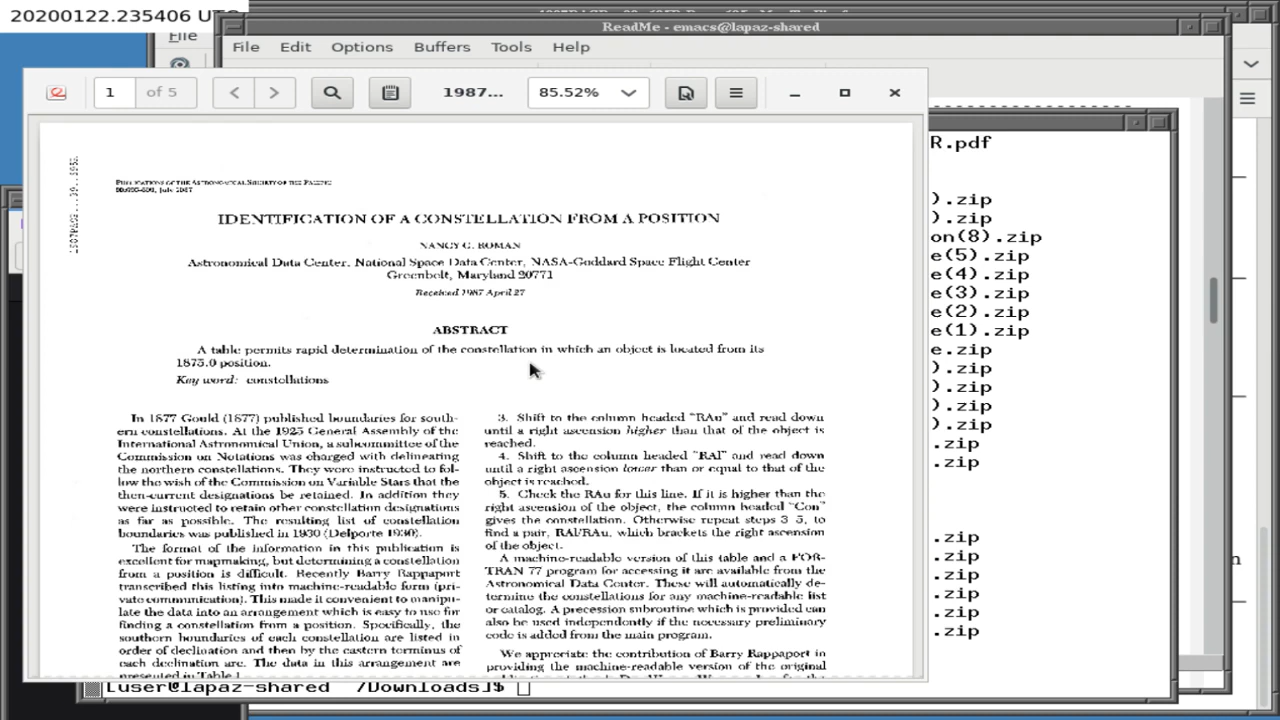 20200122.235406 UTC
ReadMe - emacs@lapaz-shared
File
File Edit Options Buffers Tools Help
1 of 5 1987... 85.52%
PUBLICATIONS OF THE ASTRONOMICAL SOCIETY OF THE PACIFIC
99:695-699, July 1987
IDENTIFICATION OF A CONSTELLATION FROM A POSITION
NANCY G. ROMAN
Astronomical Data Center, National Space Data Center, NASA-Goddard Space Flight Center
Greenbelt, Maryland 20771
Received 1987 April 27
ABSTRACT
A table permits rapid determination of the constellation in which an object is located from its
1875.0 position.
Key word: constellations
In 1877 Gould (1877) published boundaries for south-
ern constellations. At the 1925 General Assembly of the
International Astronomical Union, a subcommittee of the
Commission on Notations was charged with delineating
the northern constellations. They were instructed to fol-
low the wish of the Commission on Variable Stars that the
then-current designations be retained. In addition they
were instructed to retain other constellation designations
as far as possible. The resulting list of constellation
boundaries was published in 1930 (Delporte 1930).
The format of the information in this publication is
excellent for mapmaking, but determining a constellation
from a position is difficult. Recently Barry Rappaport
transcribed this listing into machine-readable form (pri-
vate communication). This made it convenient to manipu-
late the data into an arrangement which is easy to use for
finding a constellation from a position. Specifically, the
southern boundaries of each constellation are listed in
order of declination and then by the eastern terminus of
each declination arc. The data in this arrangement are
presented in Table I.
3. Shift to the column headed "RAu" and read down
until a right ascension higher than that of the object is
reached.
4. Shift to the column headed "RAl" and read down
until a right ascension lower than or equal to that of the
object is reached.
5. Check the RAu for this line. If it is higher than the
right ascension of the object, the column headed "Con"
gives the constellation. Otherwise repeat steps 3-5, to
find a pair, RAl/RAu, which brackets the right ascension
of the object.
A machine-readable version of this table and a FOR-
TRAN 77 program for accessing it are available from the
Astronomical Data Center. These will automatically de-
termine the constellations for any machine-readable list
or catalog. A precession subroutine which is provided can
also be used independently if the necessary preliminary
code is added from the main program.
We appreciate the contribution of Barry Rappaport in
providing the machine-readable version of the original
R.pdf
).zip
).zip
on(8).zip
e(5).zip
e(4).zip
e(3).zip
e(2).zip
e(1).zip
e.zip
).zip
).zip
).zip
).zip
.zip
.zip
.zip
.zip
.zip
.zip
.zip
.zip
[user@lapaz-shared ~/Downloads]$